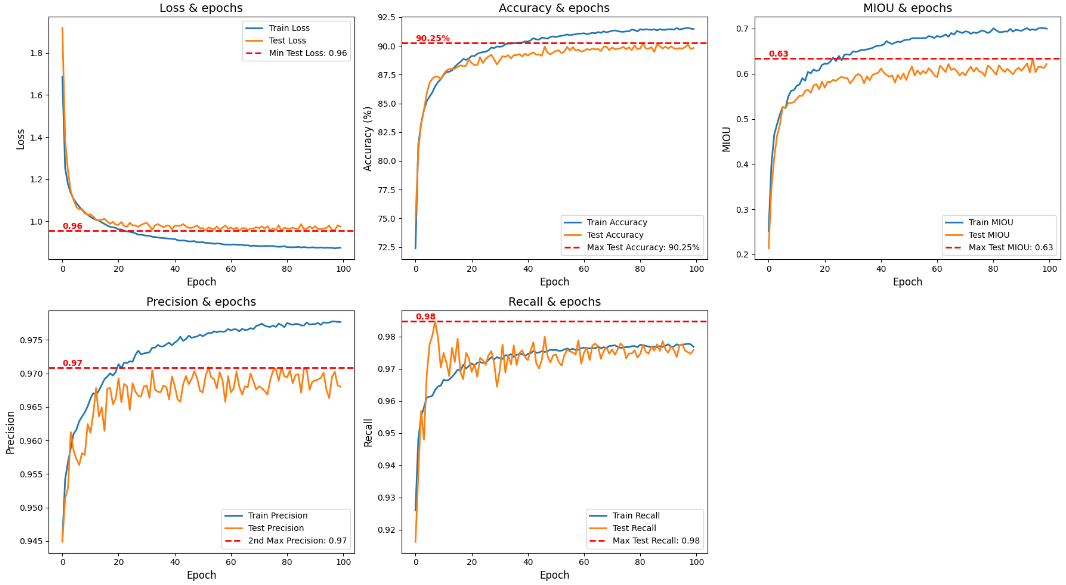 Loss & epochs
Train Loss
Test Loss
Min Test Loss: 0.96
0.96
1.8
1.6
1.4
1.2
1.0
0 20 40 60 80 100
Loss
Epoch
Accuracy & epochs
90.25%
92.5
90.0
87.5
85.0
82.5
80.0
77.5
75.0
72.5
Train Accuracy
Test Accuracy
Max Test Accuracy: 90.25%
0 20 40 60 80 100
Accuracy (%)
Epoch
MIOU & epochs
0.63
0.7
0.6
0.5
0.4
0.3
0.2
Train MIOU
Test MIOU
Max Test MIOU: 0.63
0 20 40 60 80 100
MIOU
Epoch
Precision & epochs
0.97
0.975
0.970
0.965
0.960
0.955
0.950
0.945
Train Precision
Test Precision
2nd Max Precision: 0.97
0 20 40 60 80 100
Precision
Epoch
Recall & epochs
0.98
0.98
0.97
0.96
0.95
0.94
0.93
0.92
Train Recall
Test Recall
Max Test Recall: 0.98
0 20 40 60 80 100
Recall
Epoch